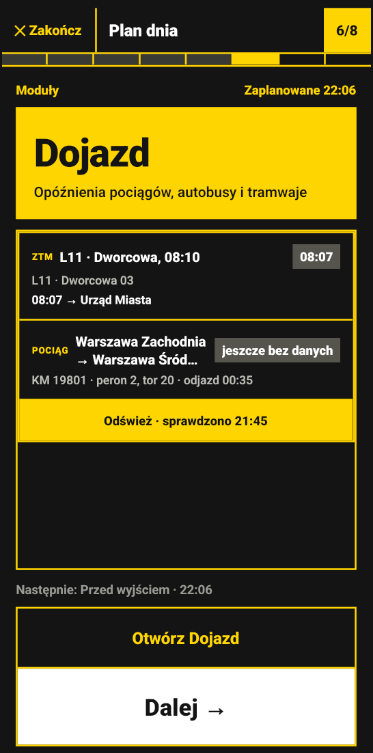 Zakończ
Plan dnia
6/8
Moduły
Zaplanowane 22:06
Dojazd
Opóźnienia pociągów, autobusy i tramwaje
ZTM L11 · Dworcowa, 08:10
08:07
L11 · Dworcowa 03
08:07 → Urząd Miasta
POCIĄG Warszawa Zachodnia
→ Warszawa Śród...
jeszcze bez danych
KM 19801 · peron 2, tor 20 · odjazd 00:35
Odśwież · sprawdzono 21:45
Następnie: Przed wyjściem · 22:06
Otwórz Dojazd
Dalej →